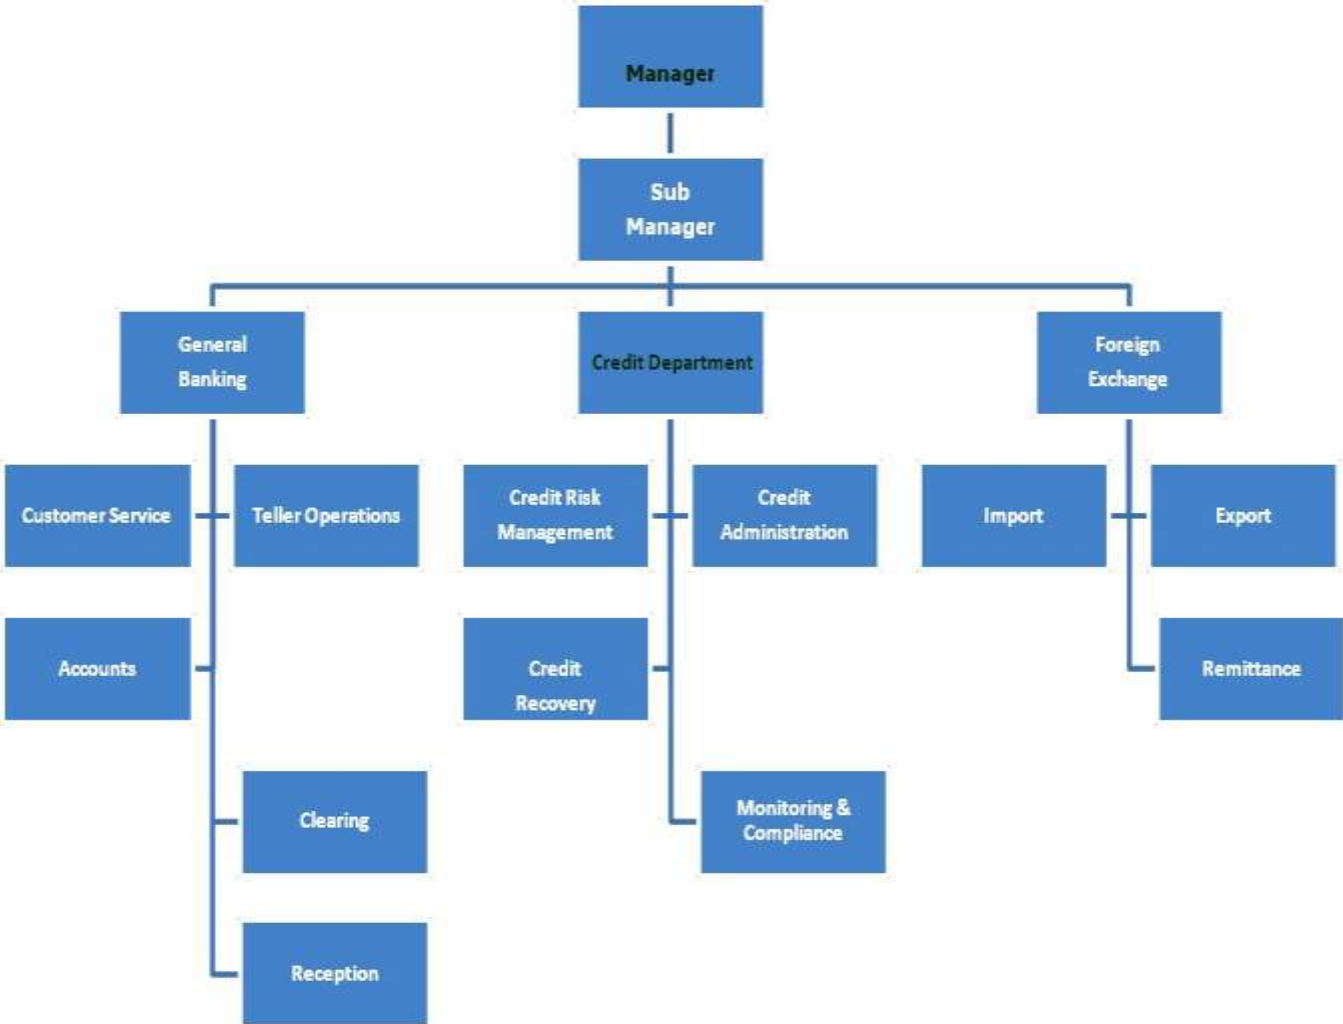 Manager
Sub
Manager
General
Banking
Credit Department
Foreign
Exchange
Customer Service
Teller Operations
Credit Risk
Management
Credit
Administration
Import
Export
Accounts
Credit
Recovery
Remittance
Clearing
Monitoring &
Compliance
Reception